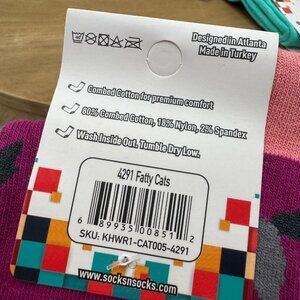 Designed in Atlanta
Made in Turkey
Combed Cotton for premium comfort
80% Combed Cotton, 18% Nylon, 2% Spandex
Wash Inside Out, Tumble Dry Low.
4291 Fatty Cats
6 89935 00851 2
SKU: KHWR1-CAT005-4291
www.socksnsocks.com